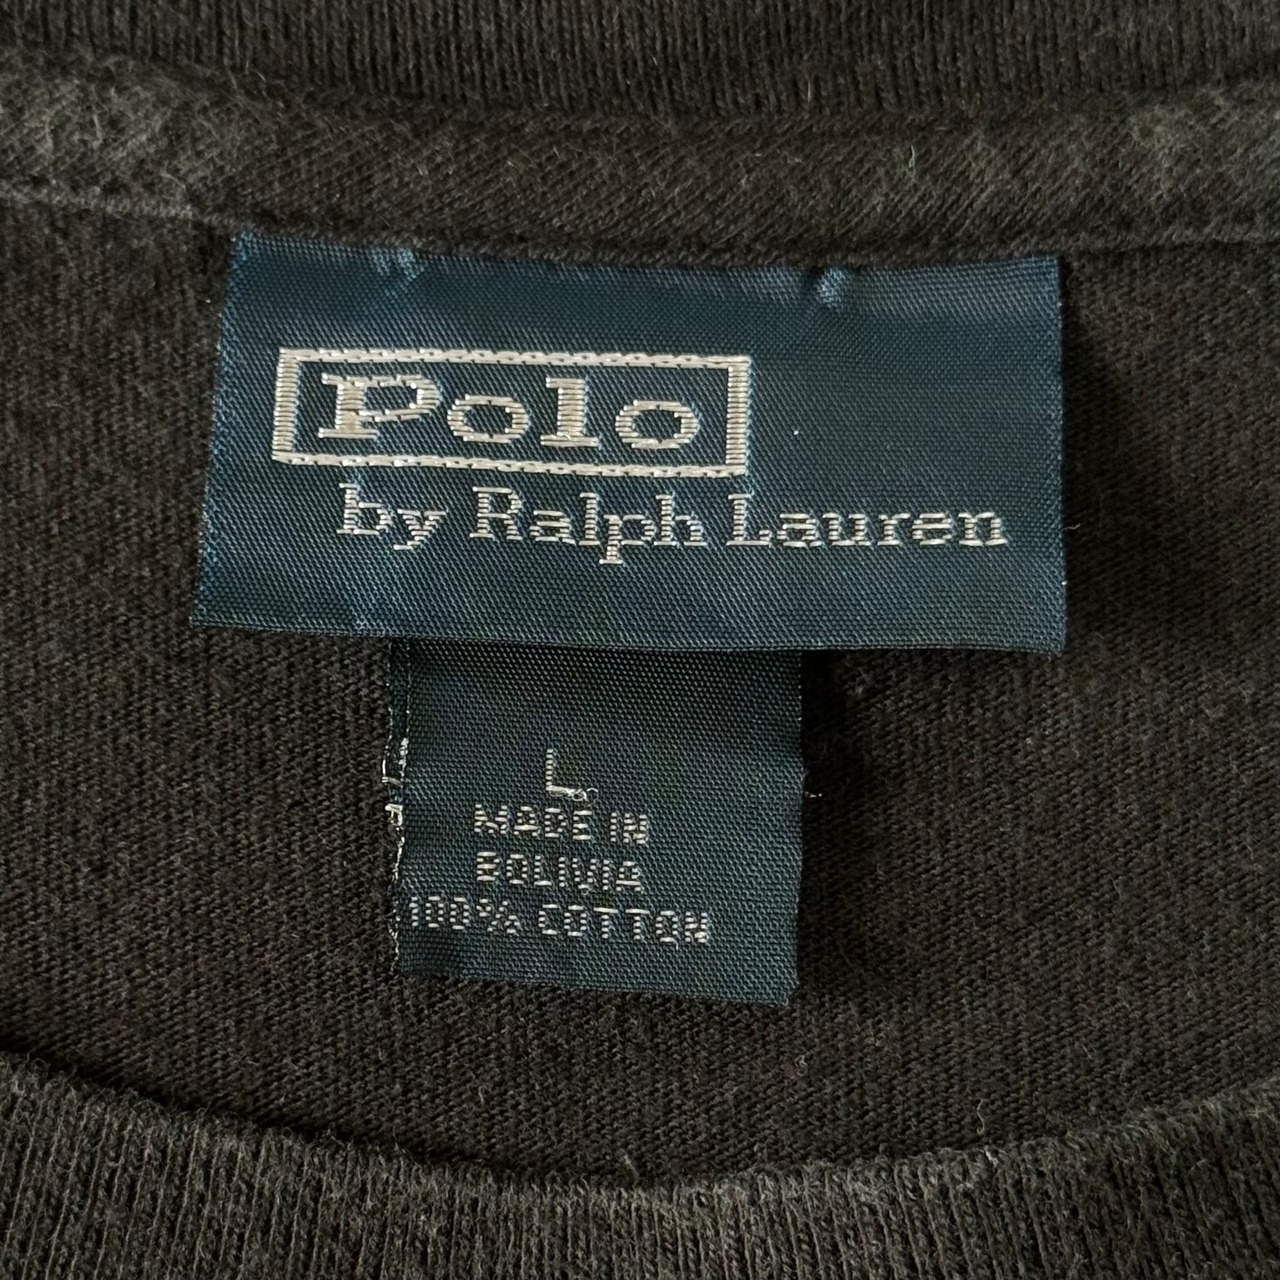 Polo
by Ralph Lauren
L
MADE IN
BOLIVIA
100% COTTON